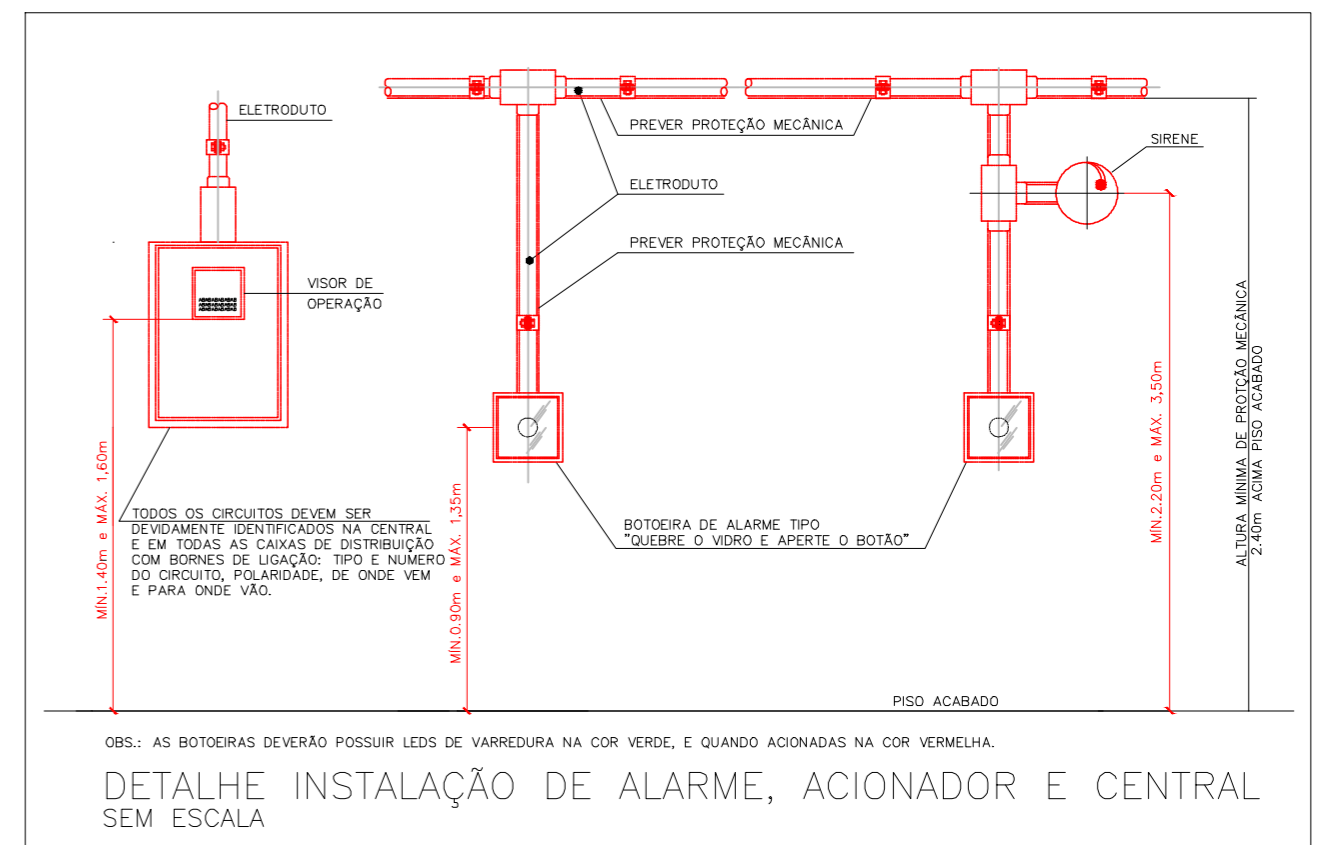 ELETRODUTO
PREVER PROTEÇÃO MECÂNICA
SIRENE
ELETRODUTO
PREVER PROTEÇÃO MECÂNICA
VISOR DE
OPERAÇÃO
ABABABABABAB
ABABABABABAB
ABABABABABAB
ALTURA MÍNIMA DE PROTÇÃO MECÂNICA
2.40m ACIMA PISO ACABADO
MÍN.2.20m e MÁX. 3,50m
MÍN.1.40m e MÁX. 1,60m
MÍN.0.90m e MÁX. 1,35m
TODOS OS CIRCUITOS DEVEM SER
DEVIDAMENTE IDENTIFICADOS NA CENTRAL
E EM TODAS AS CAIXAS DE DISTRIBUIÇÃO
COM BORNES DE LIGAÇÃO: TIPO E NUMERO
DO CIRCUITO, POLARIDADE, DE ONDE VEM
E PARA ONDE VÃO.
BOTOEIRA DE ALARME TIPO
"QUEBRE O VIDRO E APERTE O BOTÃO"
PISO ACABADO
OBS.: AS BOTOEIRAS DEVERÃO POSSUIR LEDS DE VARREDURA NA COR VERDE, E QUANDO ACIONADAS NA COR VERMELHA.
DETALHE INSTALAÇÃO DE ALARME, ACIONADOR E CENTRAL
SEM ESCALA